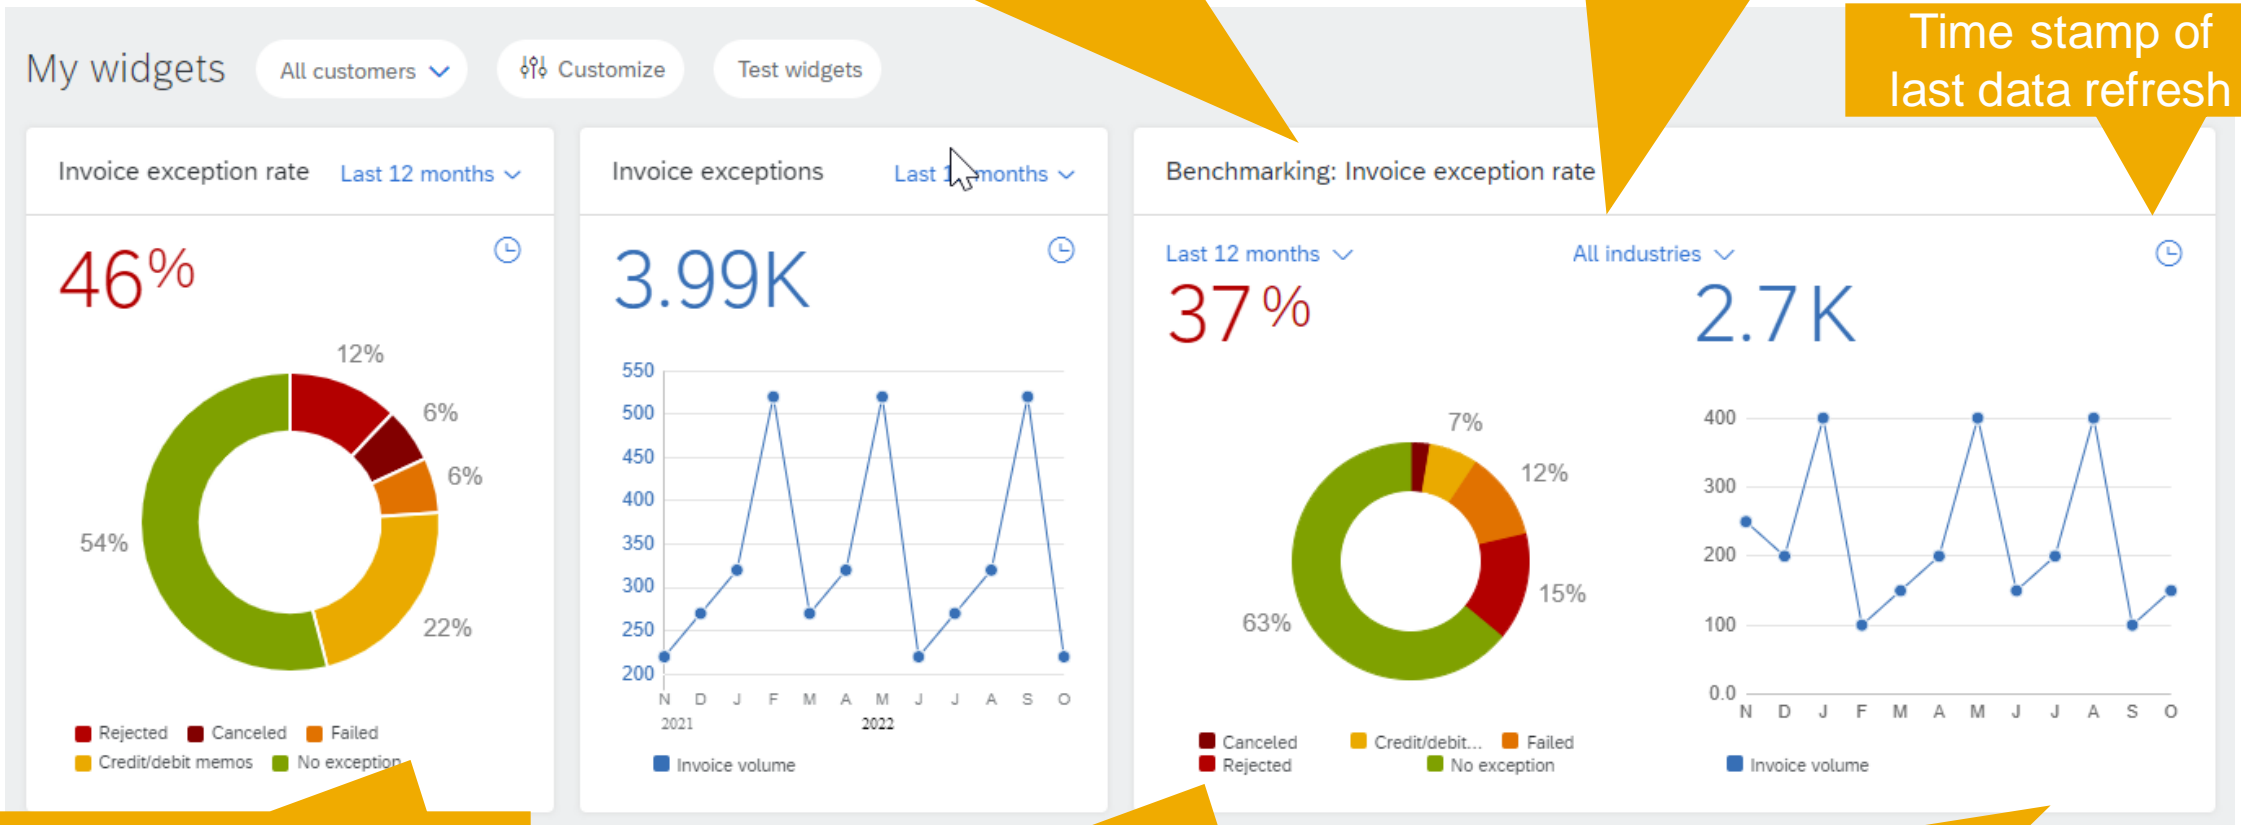 Time stamp of
last data refresh
My widgets
All customers
Customize
Test widgets
Invoice exception rate
Last 12 months
46%
12%
6%
6%
54%
22%
Rejected
Canceled
Failed
Credit/debit memos
No exception
Invoice exceptions
Last 1 months
3.99K
550
500
450
400
350
300
250
200
N D J F M A M J J A S O
2021 2022
Invoice volume
Benchmarking: Invoice exception rate
Last 12 months
All industries
37%
2.7K
7%
12%
15%
63%
Canceled
Credit/debit...
Failed
Rejected
No exception
400
300
200
100
0.0
N D J F M A M J J A S O
Invoice volume